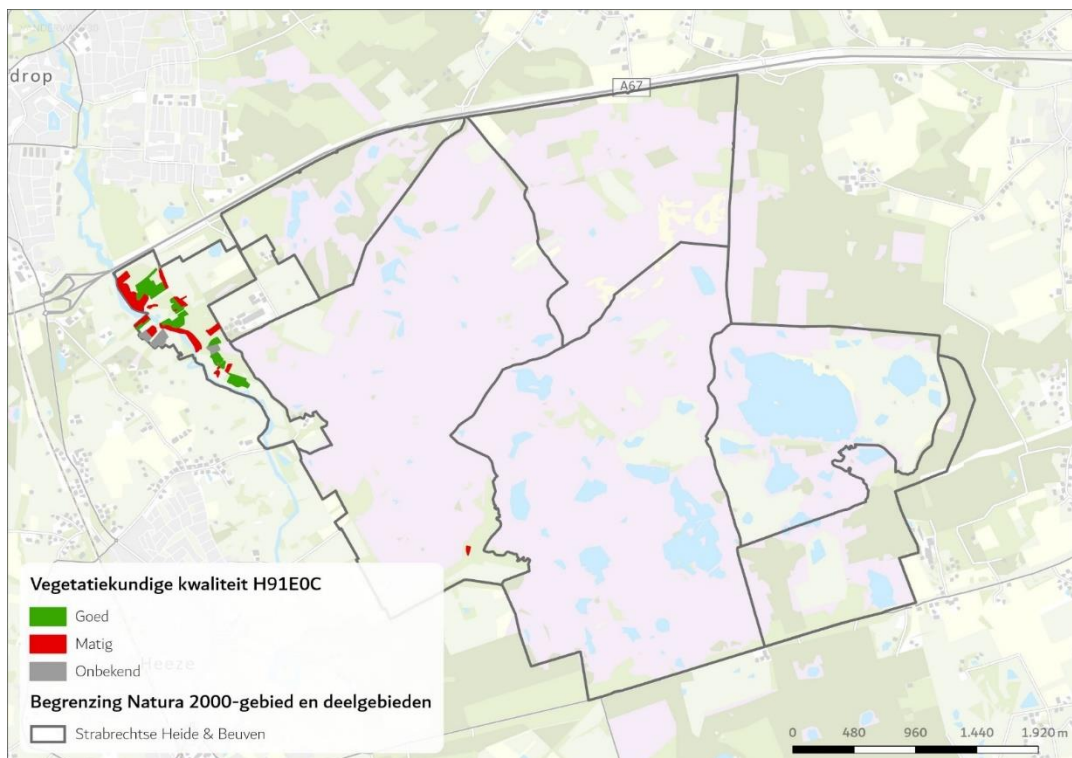 drop
A67
Vegetatiekundige kwaliteit H91E0C
Goed
Matig
Onbekend
Heeze
Begrenzing Natura 2000-gebied en deelgebieden
Strabrechtse Heide & Beuven
0 480 960 1.440 1.920 m